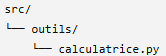 src/
└── outils/
    └── calculatrice.py